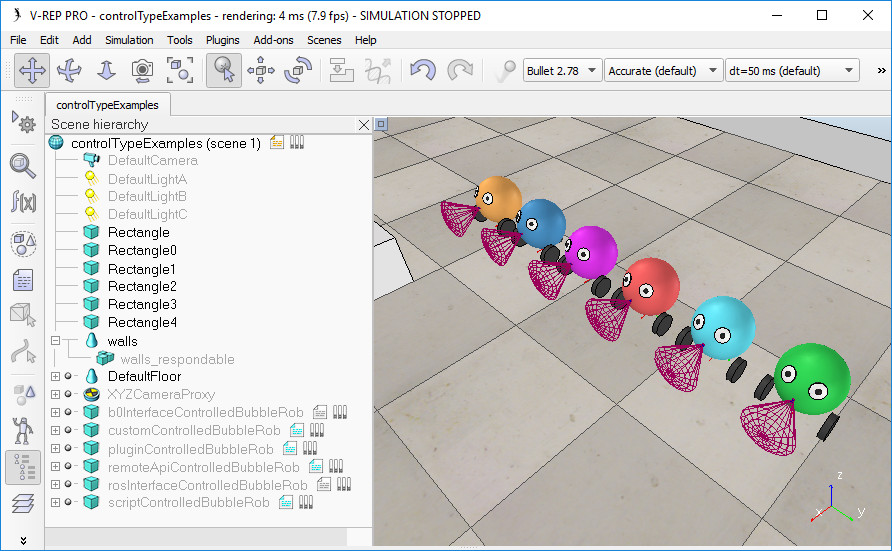 V-REP PRO - controlTypeExamples - rendering: 4 ms (7.9 fps) - SIMULATION STOPPED
File Edit Add Simulation Tools Plugins Add-ons Scenes Help
Bullet 2.78 Accurate (default) dt=50 ms (default) »
f(x)
controlTypeExamples
Scene hierarchy
controlTypeExamples (scene 1)
DefaultCamera
DefaultLightA
DefaultLightB
DefaultLightC
Rectangle
Rectangle0
Rectangle1
Rectangle2
Rectangle3
Rectangle4
walls
walls_respondable
DefaultFloor
XYZCameraProxy
b0InterfaceControlledBubbleRob
customControlledBubbleRob
pluginControlledBubbleRob
remoteApiControlledBubbleRob
rosInterfaceControlledBubbleRob
scriptControlledBubbleRob
z
x y